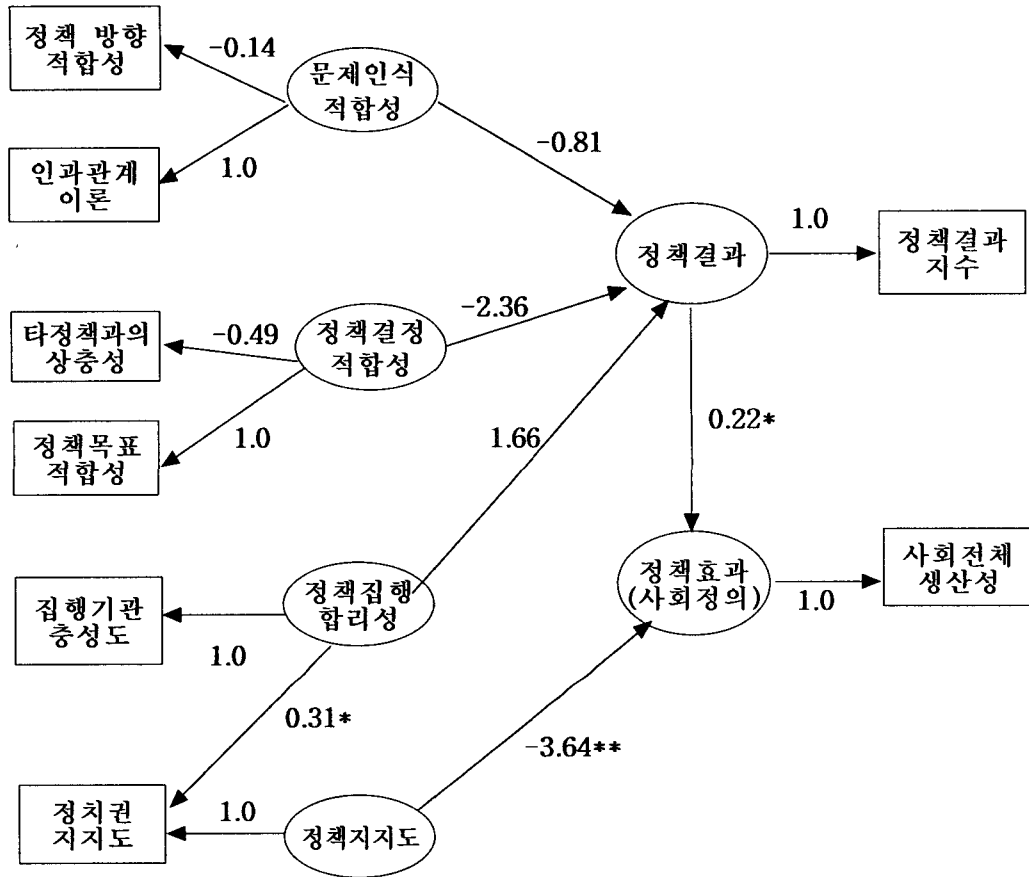 정책 방향
적합성
-0.14
문제인식
적합성
-0.81
인과관계
이론
1.0
정책결과
1.0
정책결과
지수
타정책과의
상충성
-0.49
정책결정
적합성
-2.36
정책목표
적합성
1.0
1.66
0.22*
집행기관
충성도
1.0
정책집행
합리성
정책효과
(사회정의)
1.0
사회전체
생산성
0.31*
-3.64**
정치권
지지도
1.0
정책지지도